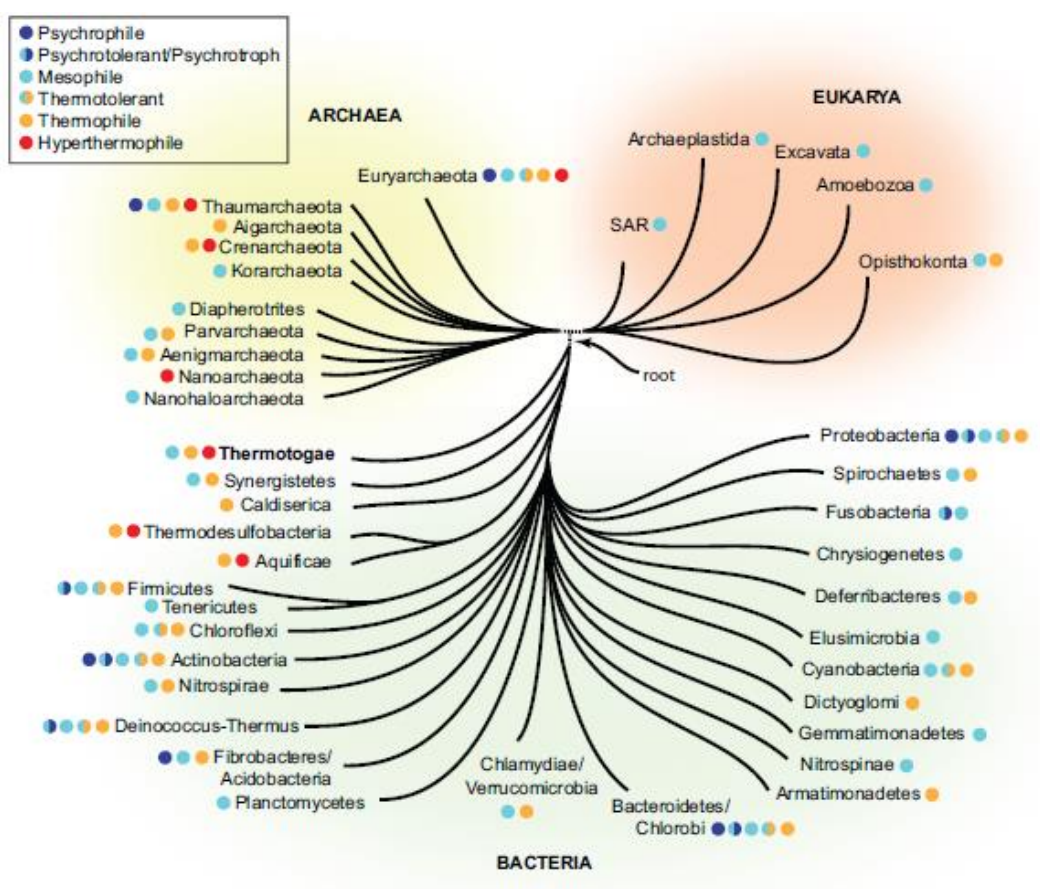 Psychrophile
Psychrotolerant/Psychrotroph
Mesophile
Thermotolerant
Thermophile
Hyperthermophile
ARCHAEA
EUKARYA
Euryarchaeota
Thaumarchaeota
Aigarchaeota
Crenarchaeota
Korarchaeota
Diapherotrites
Parvarchaeota
Aenigmarchaeota
Nanoarchaeota
Nanohaloarchaeota
Archaeplastida
Excavata
Amoebozoa
SAR
Opisthokonta
root
Thermotogae
Synergistetes
Caldiserica
Thermodesulfobacteria
Aquificae
Firmicutes
Tenericutes
Chloroflexi
Actinobacteria
Nitrospirae
Deinococcus-Thermus
Fibrobacteres/
Acidobacteria
Planctomycetes
Chlamydiae/
Verrucomicrobia
Bacteroidetes/
Chlorobi
Proteobacteria
Spirochaetes
Fusobacteria
Chrysiogenetes
Deferribacteres
Elusimicrobia
Cyanobacteria
Dictyoglomi
Gemmatimonadetes
Nitrospinae
Armatimonadetes
BACTERIA